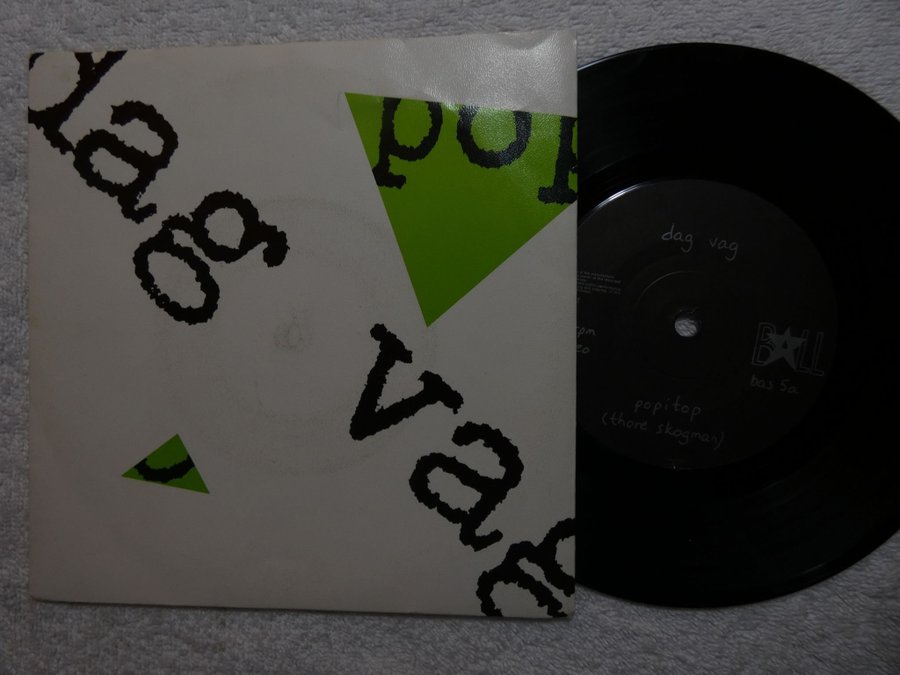 dag
vag
pop
dag vag
BALL
bas 5a
popitop
(thore skogman)